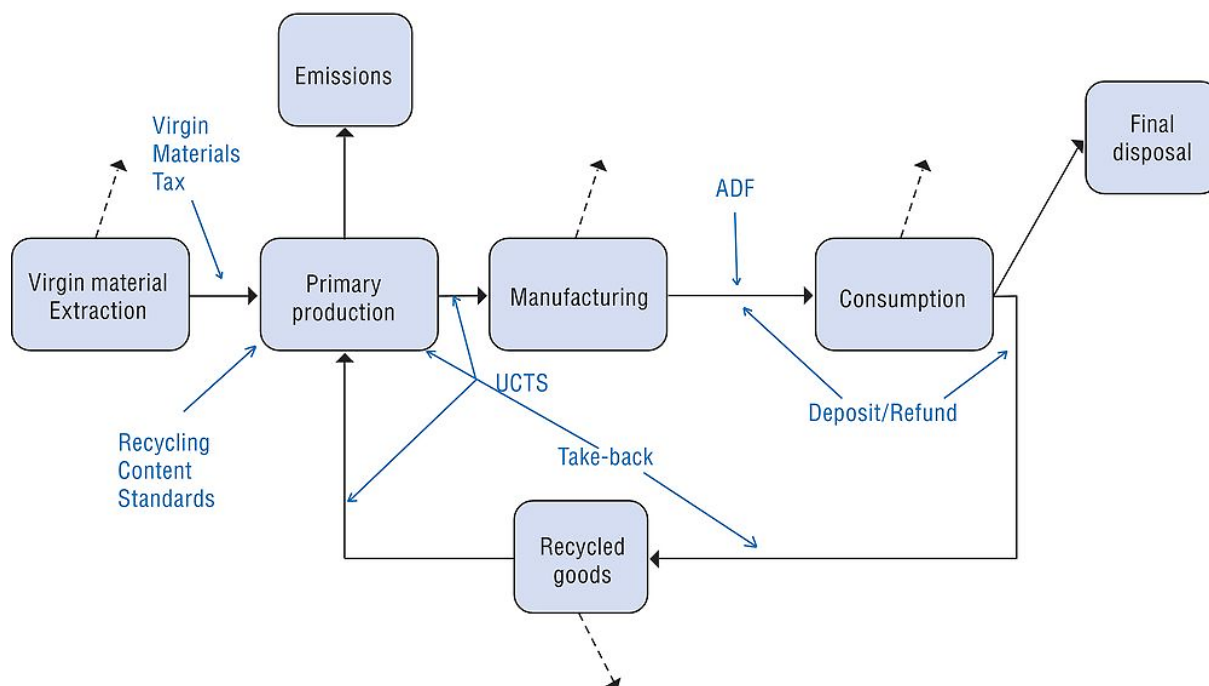 Emissions
Virgin
Materials
Tax
ADF
Final
disposal
Virgin material
Extraction
Primary
production
Manufacturing
Consumption
UCTS
Deposit/Refund
Recycling
Content
Standards
Take-back
Recycled
goods